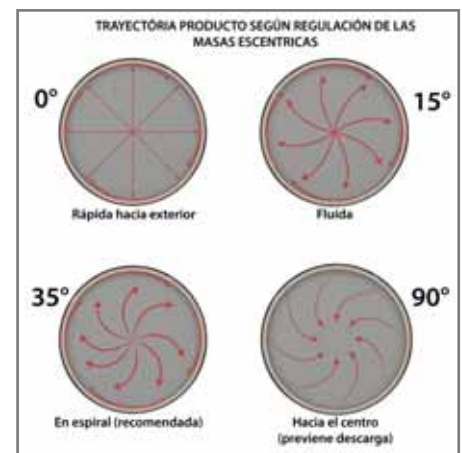 TRAYECTÓRIA PRODUCTO SEGÚN REGULACIÓN DE LAS
MASAS ESCENTRICAS
0°
15°
Rápida hacia exterior
Fluida
35°
90°
En espiral (recomendada)
Hacia el centro
(previene descarga)